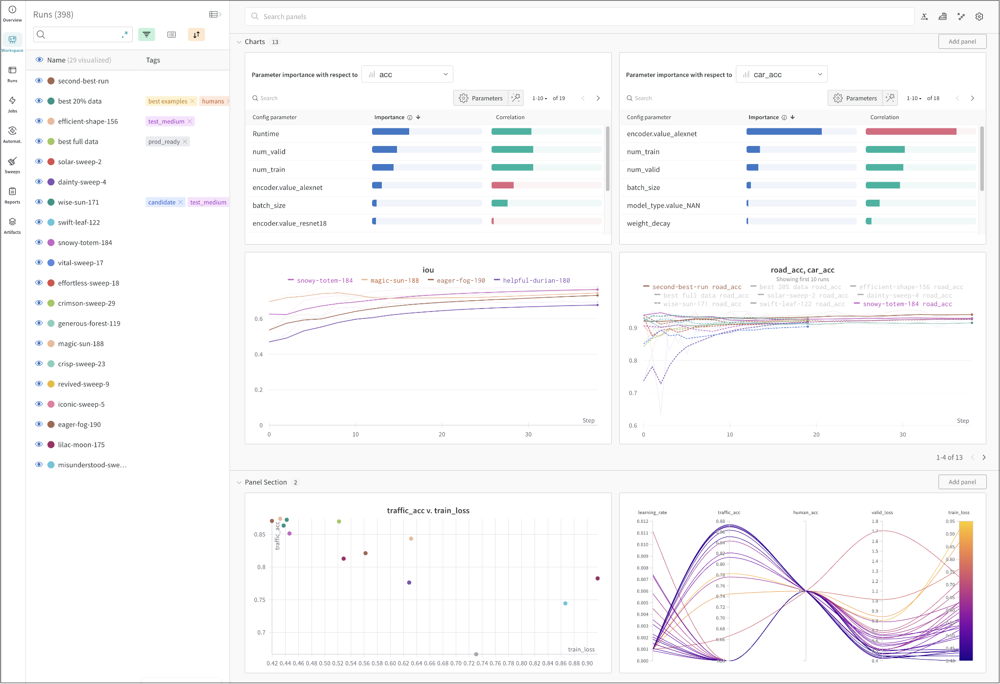 Overview
Workspace
Runs
Jobs
Automat.
Sweeps
Reports
Artifacts
Runs (398)
.*
Name (29 visualized) Tags
second-best-run
best 20% data best examples humans
efficient-shape-156 test_medium
best full data prod_ready
solar-sweep-2
dainty-sweep-4
wise-sun-171 candidate test_medium
swift-leaf-122
snowy-totem-184
vital-sweep-17
effortless-sweep-18
crimson-sweep-29
generous-forest-119
magic-sun-188
crisp-sweep-23
revived-sweep-9
iconic-sweep-5
eager-fog-190
lilac-moon-175
misunderstood-swe…
Search panels
Charts 13 Add panel
Parameter importance with respect to acc
Search Parameters 1-10 of 19
Config parameter Importance Correlation
Runtime
num_valid
num_train
encoder.value_alexnet
batch_size
encoder.value_resnet18
Parameter importance with respect to car_acc
Search Parameters 1-10 of 18
Config parameter Importance Correlation
encoder.value_alexnet
num_train
num_valid
batch_size
model_type.value_NAN
weight_decay
iou
snowy-totem-184 magic-sun-188 eager-fog-190 helpful-durian-180
0.6
0.4
0.2
0
Step
0 10 20 30
road_acc, car_acc
Showing first 10 runs
second-best-run road_acc best 20% data road_acc efficient-shape-156 road_acc
best full data road_acc solar-sweep-2 road_acc dainty-sweep-4 road_acc
wise-sun-171 road_acc swift-leaf-122 road_acc snowy-totem-184 road_acc
0.9
0.8
0.7
0.6
Step
0 10 20 30
1-4 of 13
Panel Section 2 Add panel
traffic_acc v. train_loss
traffic_acc
0.85
0.8
0.75
0.7
train_loss
0.42 0.44 0.46 0.48 0.50 0.52 0.54 0.56 0.58 0.60 0.62 0.64 0.66 0.68 0.70 0.72 0.74 0.76 0.78 0.80 0.82 0.84 0.86 0.88 0.90
learning_rate traffic_acc human_acc valid_loss train_loss
0.012
0.011
0.010
0.009
0.008
0.007
0.006
0.005
0.004
0.003
0.002
0.001
0.000
0.88
0.86
0.84
0.82
0.80
0.78
0.76
0.74
0.72
0.70
0.68
0.66
null
1.8
1.7
1.6
1.5
1.4
1.3
1.2
1.1
1.0
0.9
0.8
0.7
0.6
0.4
0.95
0.90
0.85
0.80
0.75
0.70
0.65
0.60
0.55
0.50
0.45
0.40